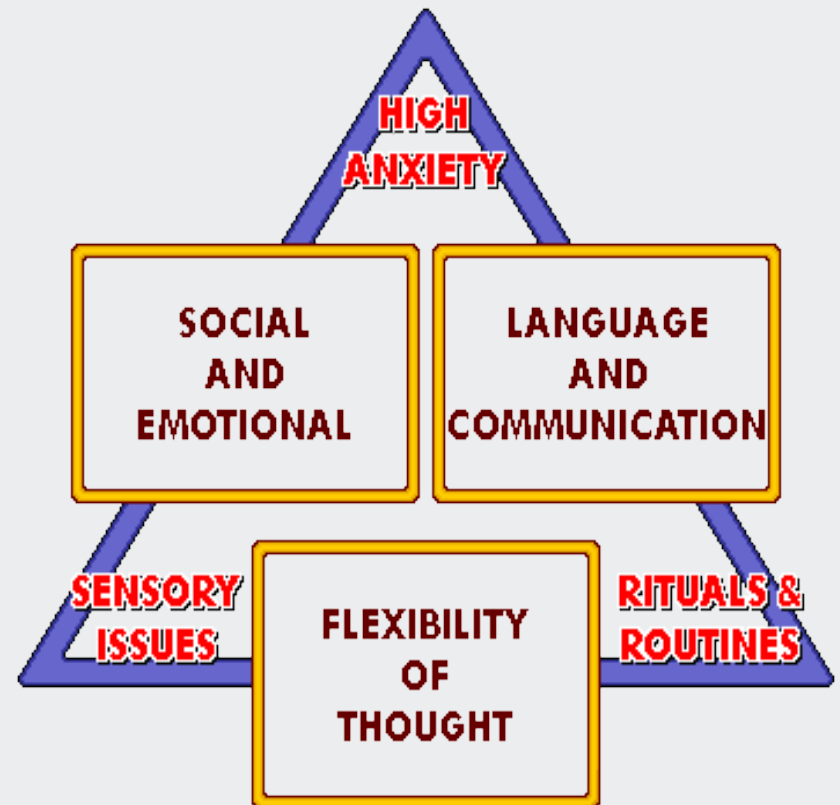 HIGH
ANXIETY
SOCIAL
AND
EMOTIONAL
LANGUAGE
AND
COMMUNICATION
SENSORY
ISSUES
FLEXIBILITY
OF
THOUGHT
RITUALS &
ROUTINES